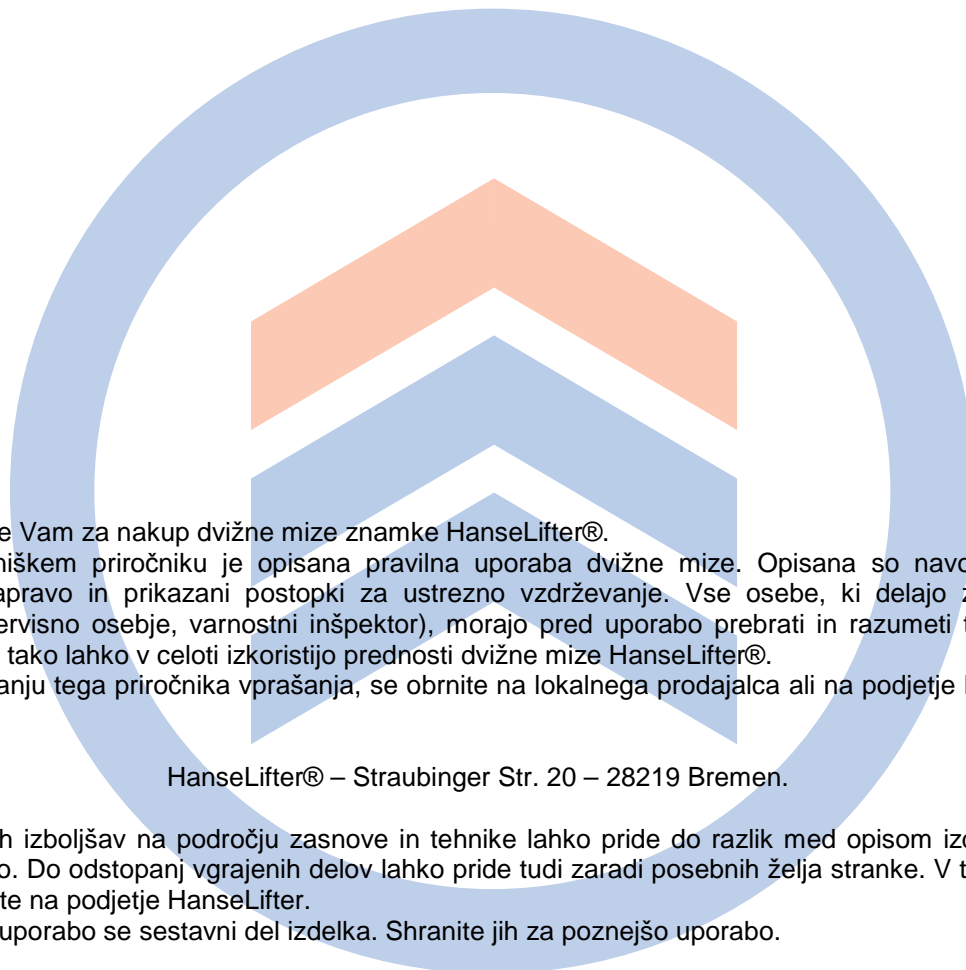 e Vam za nakup dvižne mize znamke HanseLifter®.
niškem priročniku je opisana pravilna uporaba dvižne mize. Opisana so navo
apravo in prikazani postopki za ustrezno vzdrževanje. Vse osebe, ki delajo z
ervisno osebje, varnostni inšpektor), morajo pred uporabo prebrati in razumeti t
tako lahko v celoti izkoristijo prednosti dvižne mize HanseLifter®.
anju tega priročnika vprašanja, se obrnite na lokalnega prodajalca ali na podjetje
HanseLifter® – Straubinger Str. 20 – 28219 Bremen.
h izboljšav na področju zasnove in tehnike lahko pride do razlik med opisom izd
o. Do odstopanj vgrajenih delov lahko pride tudi zaradi posebnih želja stranke. V t
te na podjetje HanseLifter.
uporabo se sestavni del izdelka. Shranite jih za poznejšo uporabo.